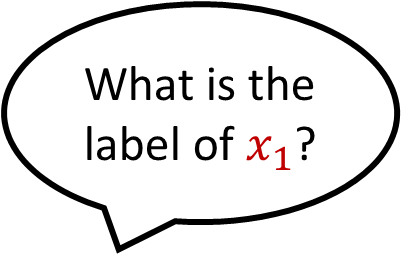 What is the
label of x₁?